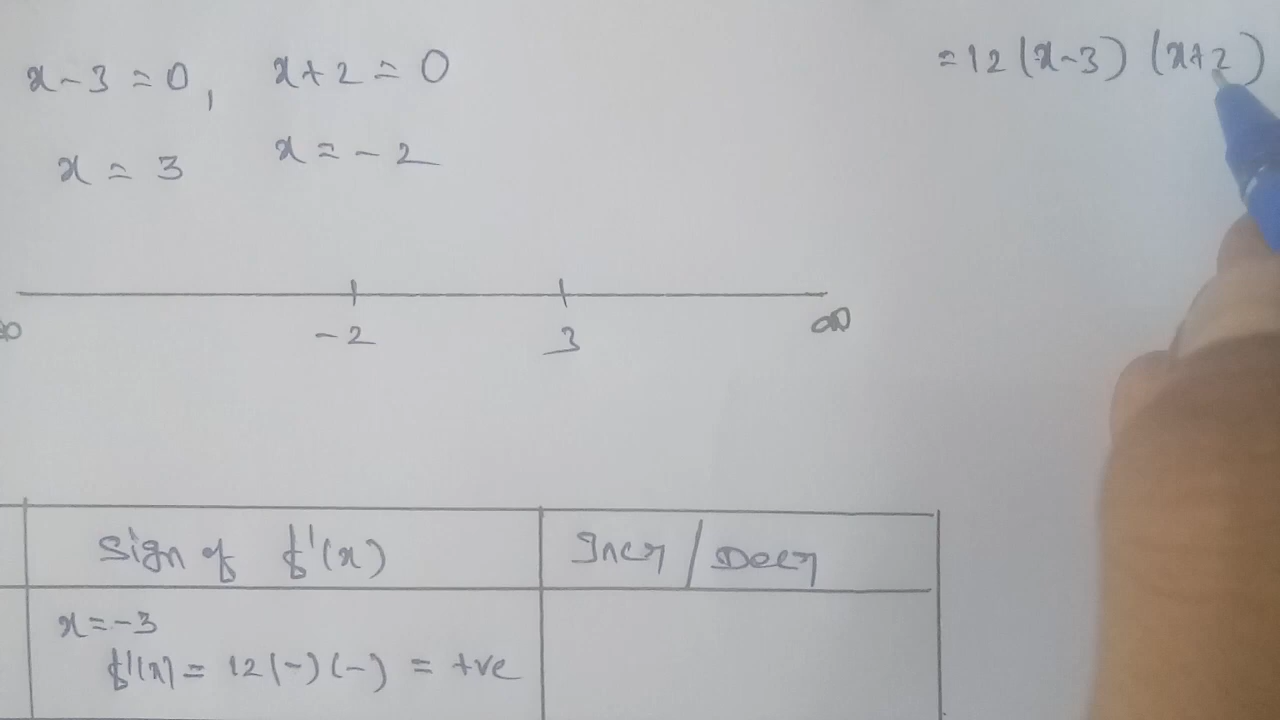 x - 3 = 0, x + 2 = 0
= 12 (x-3) (x+2)
x = 3 x = - 2
-2 3 ∞
Sign of f'(x) Incr / Decr
x = -3
f'(x) = 12 (-) (-) = +ve